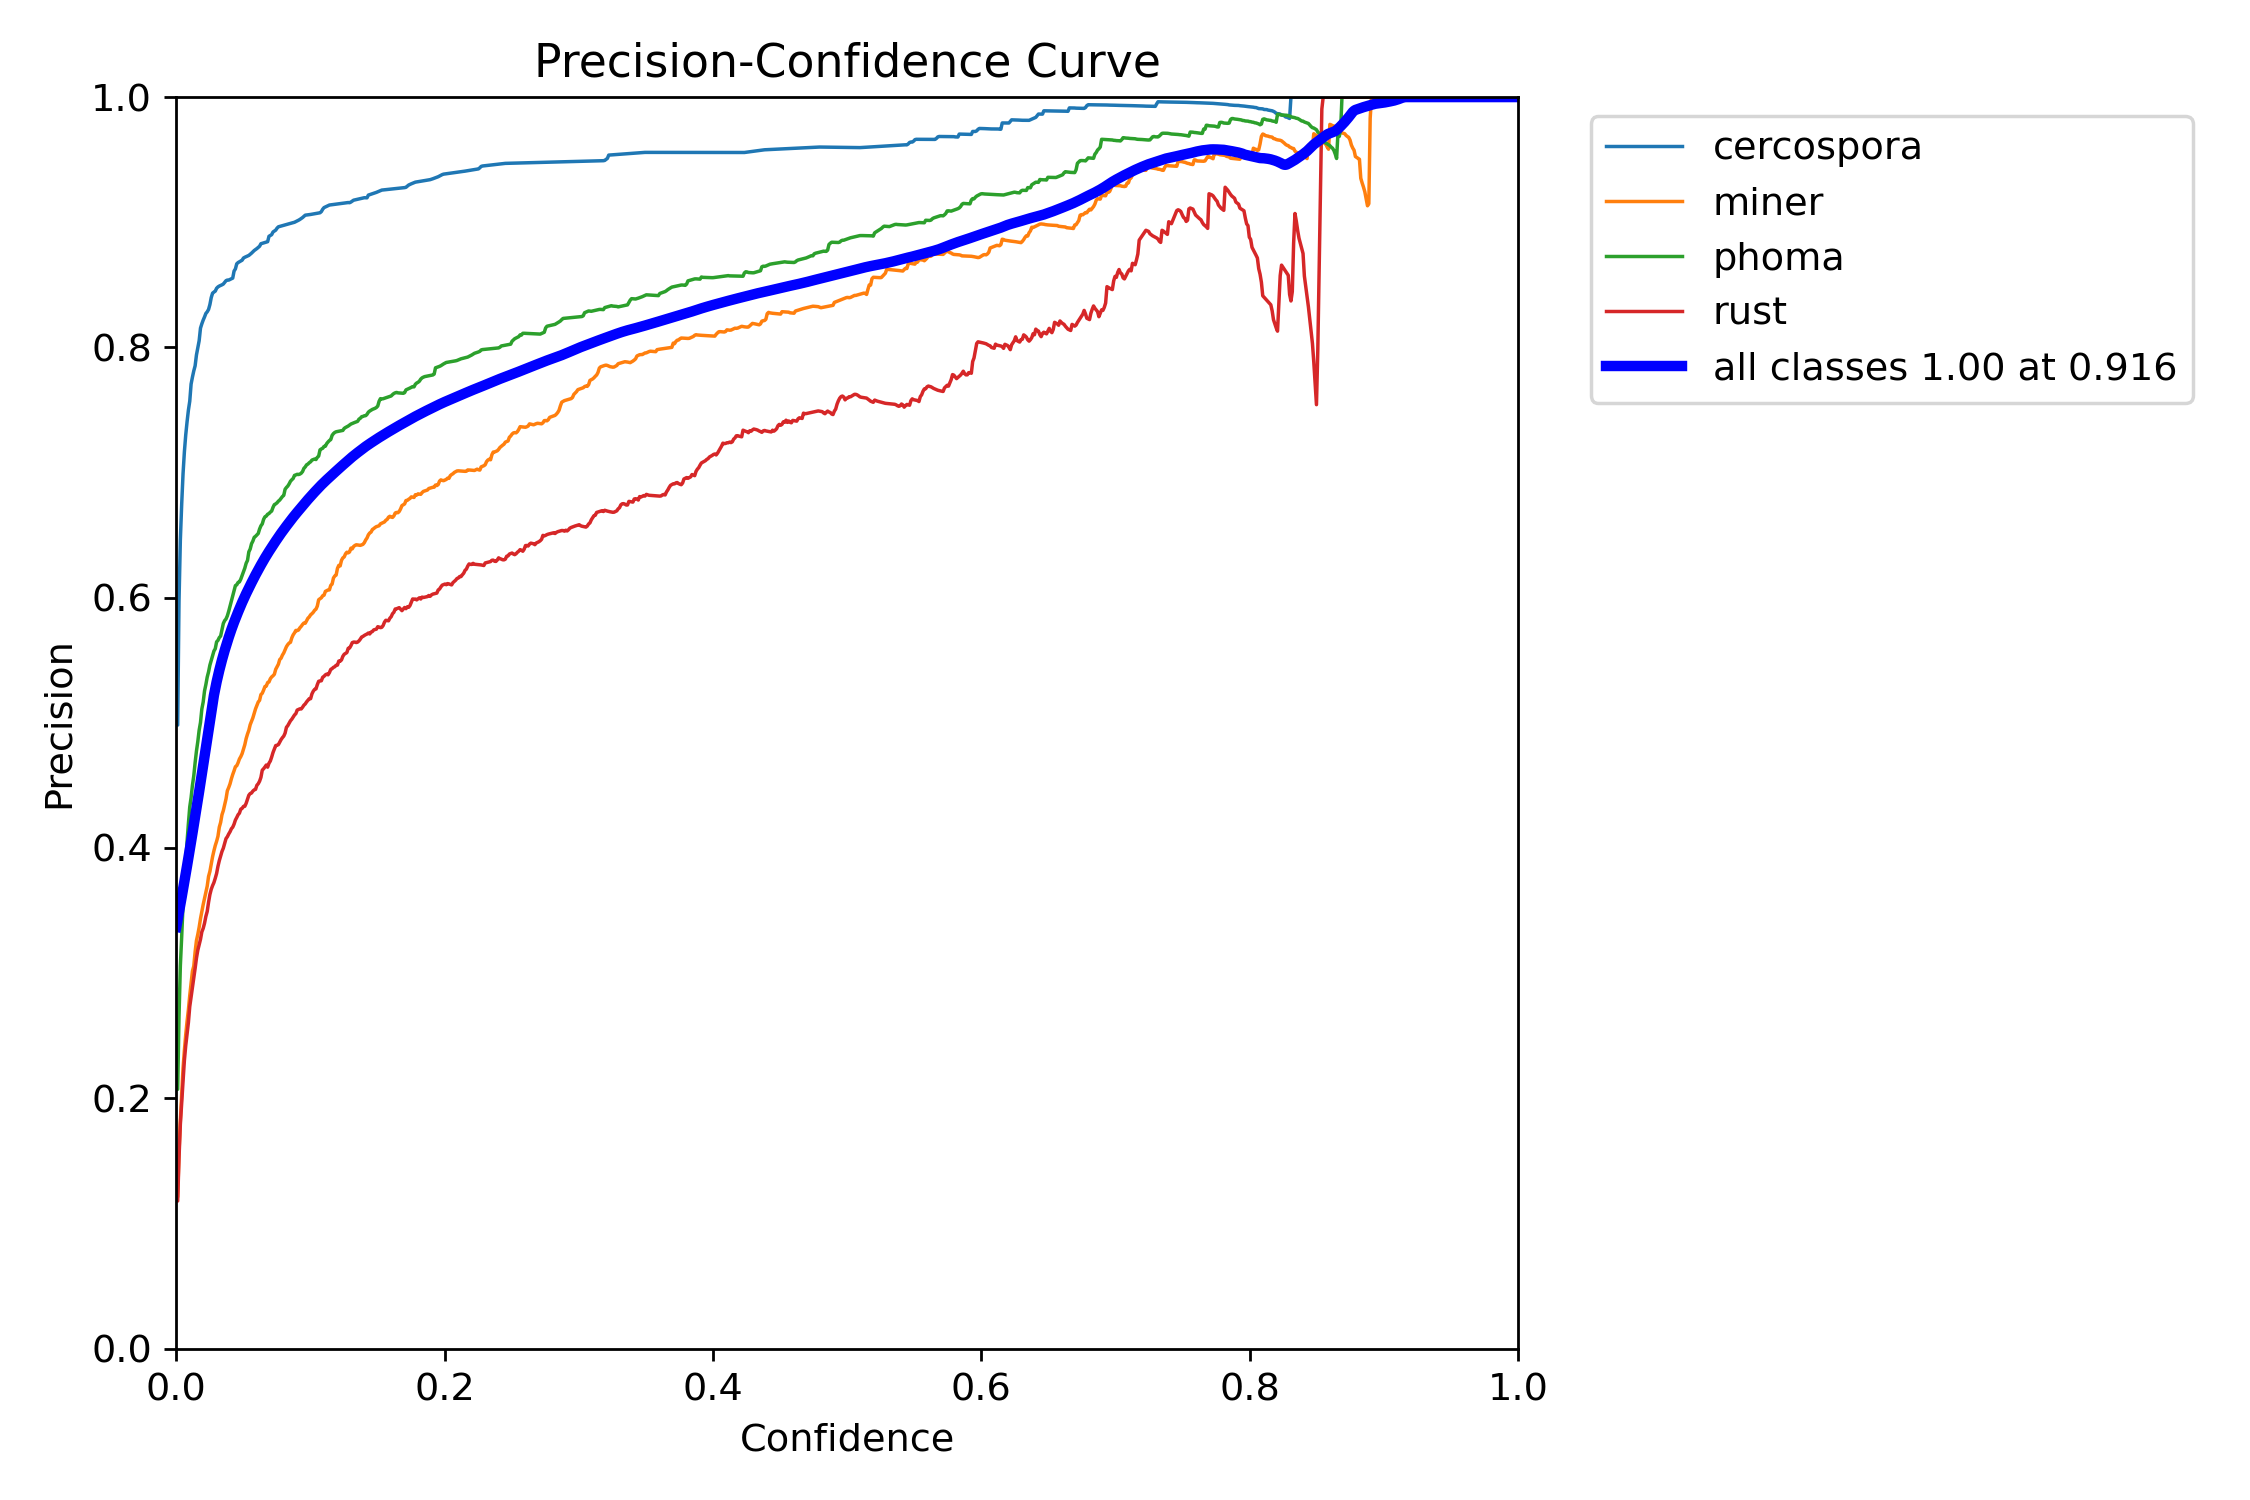 Precision-Confidence Curve
1.0
0.8
0.6
0.4
0.2
0.0
Precision
0.0 0.2 0.4 0.6 0.8 1.0
Confidence
cercospora
miner
phoma
rust
all classes 1.00 at 0.916